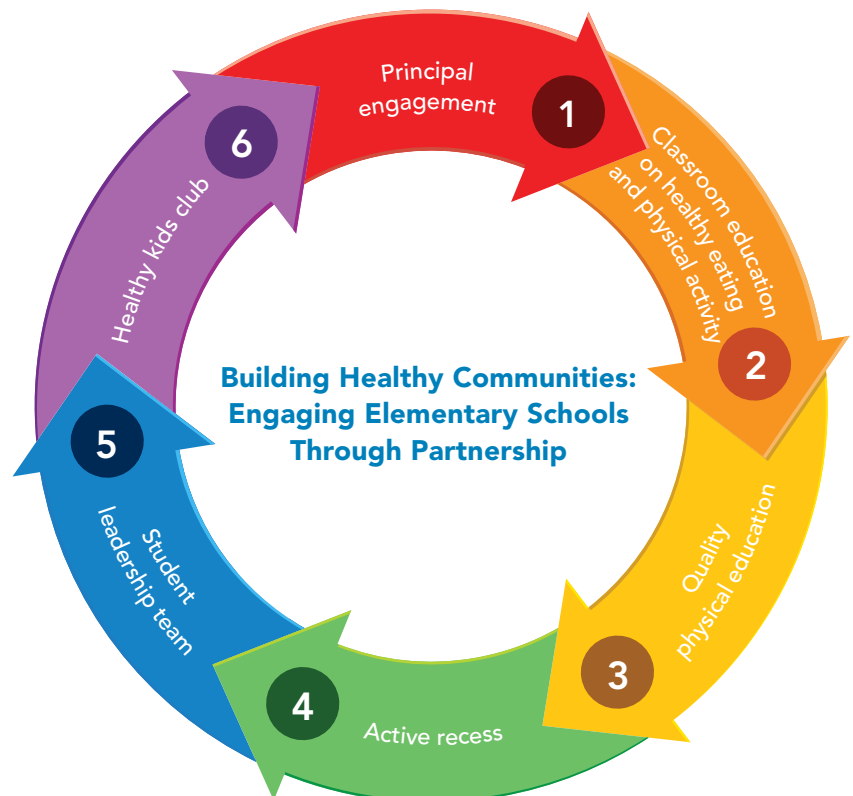 Principal
engagement
1
Classroom education
on healthy eating
and physical activity
2
Quality
physical education
3
Active recess
4
Student
leadership team
5
Healthy kids club
6
Building Healthy Communities:
Engaging Elementary Schools
Through Partnership